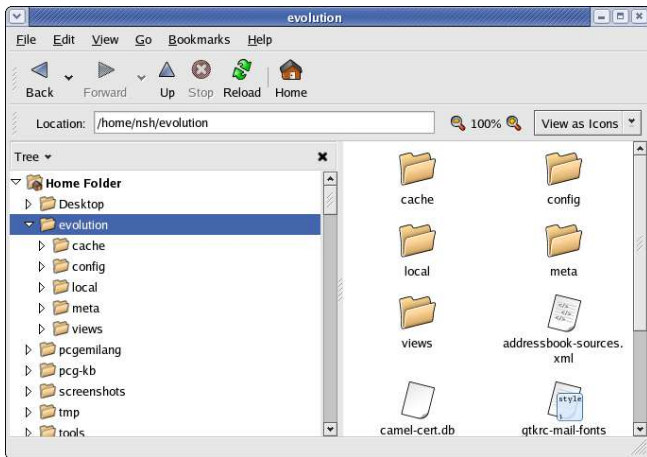 evolution
File Edit View Go Bookmarks Help
Back Forward Up Stop Reload Home
Location: /home/nsh/evolution 100% View as Icons
Tree
Home Folder
Desktop
evolution
cache
config
local
meta
views
pcgemilang
pcg-kb
screenshots
tmp
tools
cache config
local meta
views addressbook-sources.
xml
style
camel-cert.db gtkrc-mail-fonts